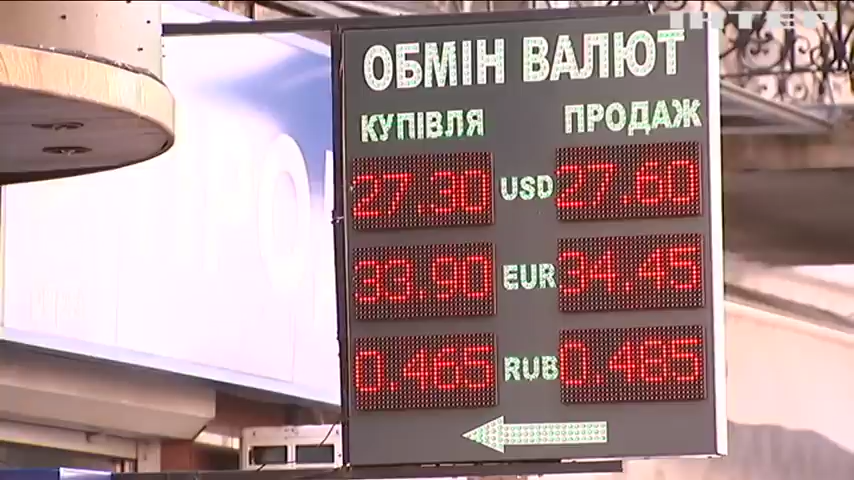 ІНТЕР
ОБМІН ВАЛЮТ
КУПІВЛЯ ПРОДАЖ
27.30 USD 27.60
33.90 EUR 34.45
0.465 RUB 0.485